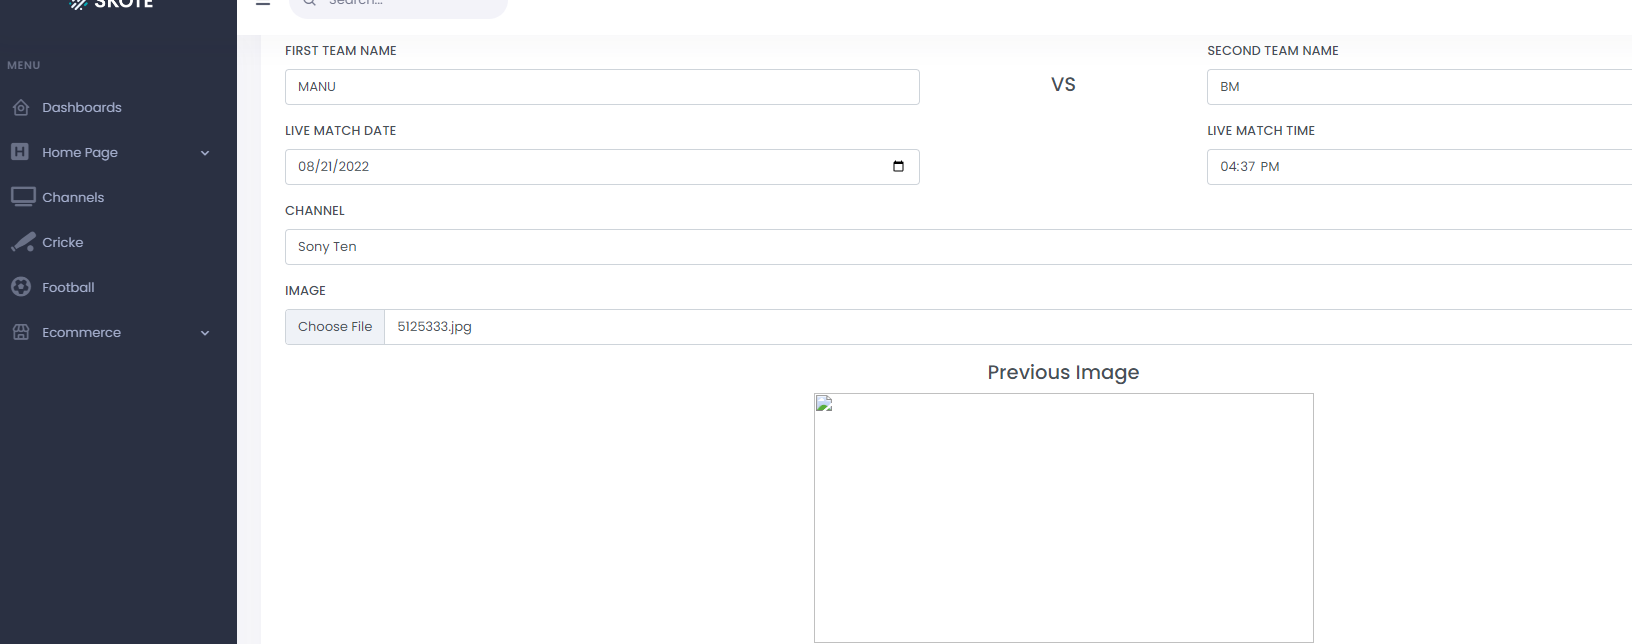 SKOTE
Search...
MENU
Dashboards
Home Page
Channels
Cricke
Football
Ecommerce
FIRST TEAM NAME
MANU
VS
SECOND TEAM NAME
BM
LIVE MATCH DATE
08/21/2022
LIVE MATCH TIME
04:37 PM
CHANNEL
Sony Ten
IMAGE
Choose File 5125333.jpg
Previous Image